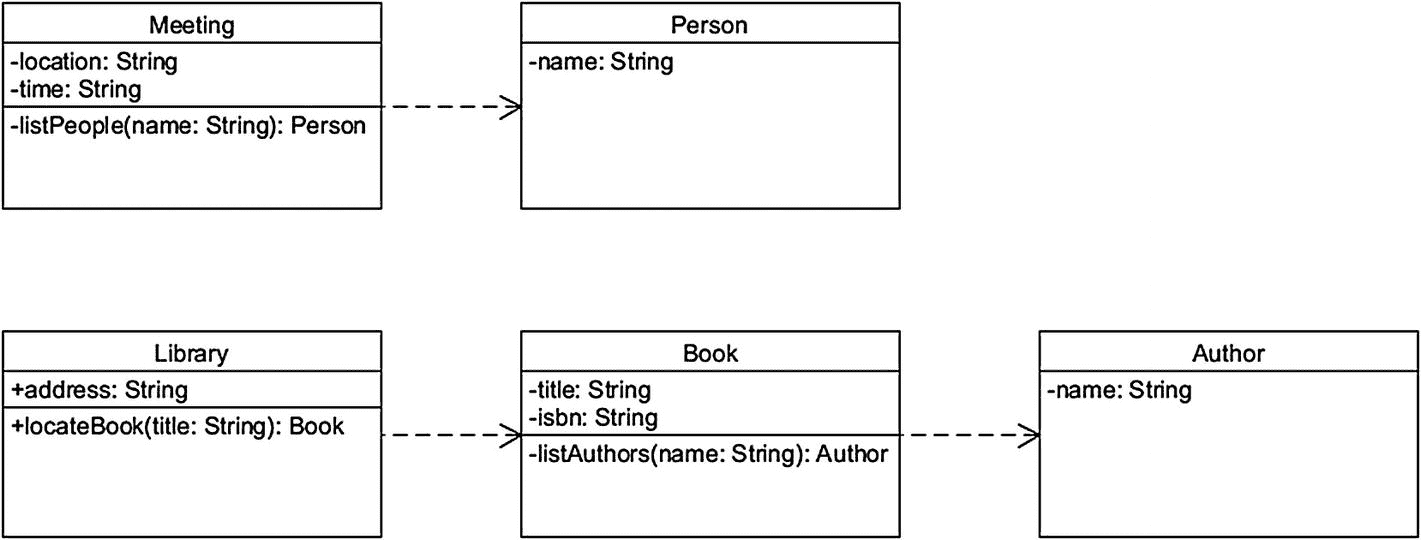 Meeting
-location: String
-time: String
-listPeople(name: String): Person
Person
-name: String
Library
+address: String
+locateBook(title: String): Book
Book
-title: String
-isbn: String
-listAuthors(name: String): Author
Author
-name: String